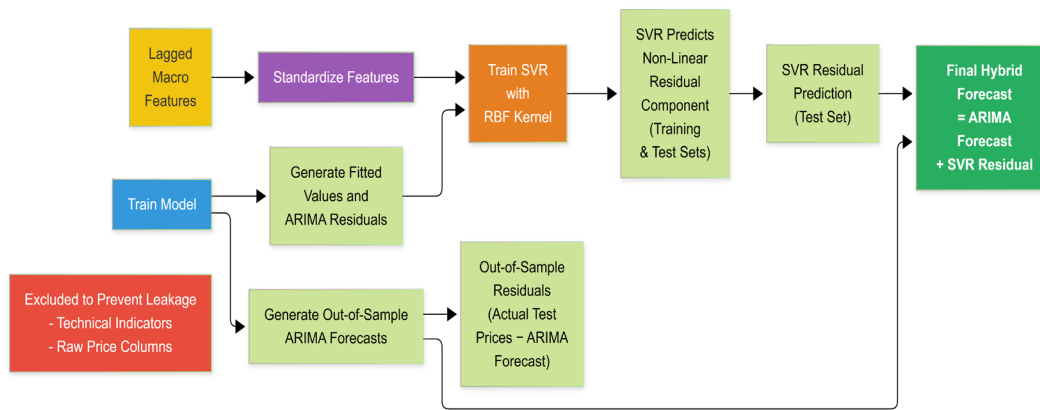 Lagged
Macro
Features
Standardize Features
Train SVR
with
RBF Kernel
SVR Predicts
Non-Linear
Residual
Component
(Training
& Test Sets)
SVR Residual
Prediction
(Test Set)
Final Hybrid
Forecast
= ARIMA
Forecast
+ SVR Residual
Train Model
Generate Fitted
Values and
ARIMA Residuals
Excluded to Prevent Leakage
- Technical Indicators
- Raw Price Columns
Generate Out-of-Sample
ARIMA Forecasts
Out-of-Sample
Residuals
(Actual Test
Prices − ARIMA
Forecast)